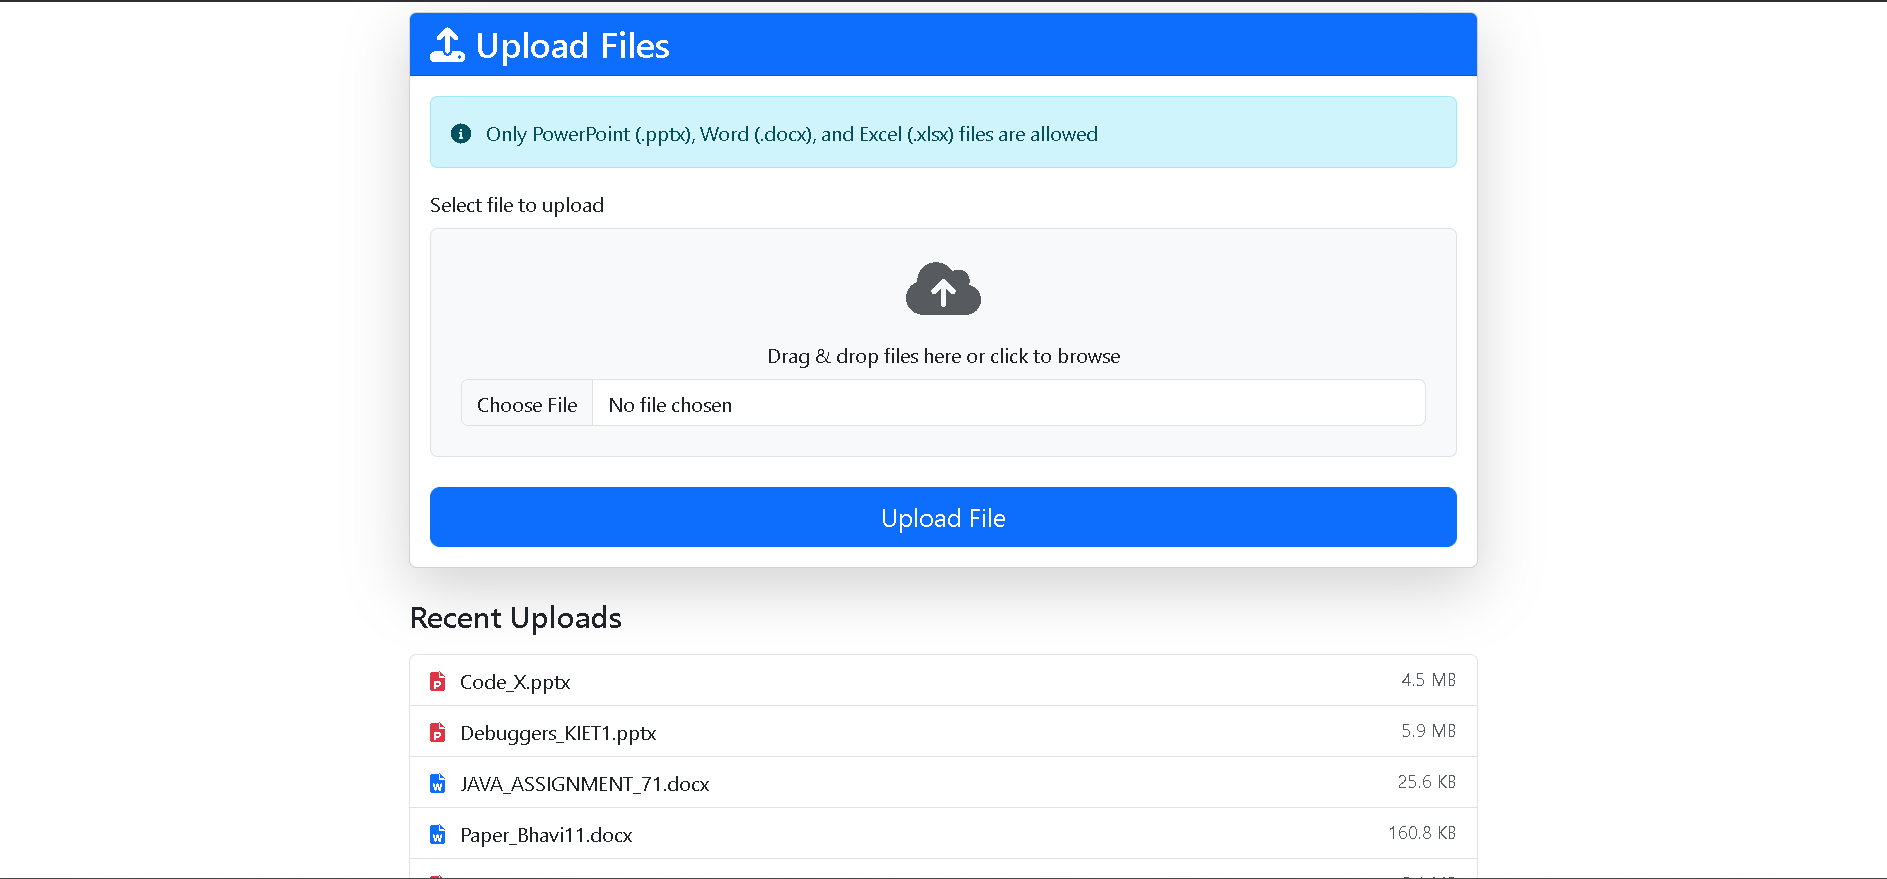 Upload Files
Only PowerPoint (.pptx), Word (.docx), and Excel (.xlsx) files are allowed
Select file to upload
Drag & drop files here or click to browse
Choose File No file chosen
Upload File
Recent Uploads
Code_X.pptx 4.5 MB
Debuggers_KIET1.pptx 5.9 MB
JAVA_ASSIGNMENT_71.docx 25.6 KB
Paper_Bhavi11.docx 160.8 KB